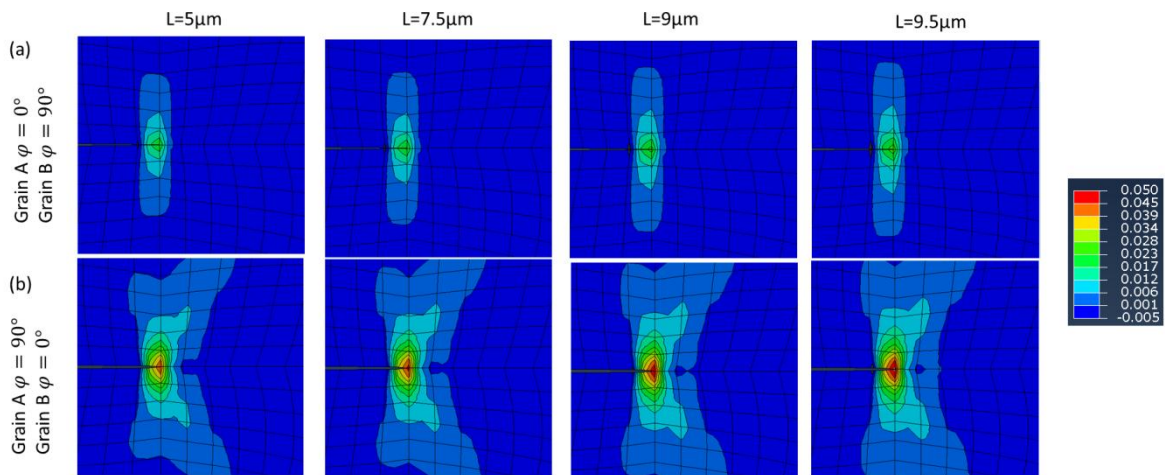 L=5μm L=7.5μm L=9μm L=9.5μm
(a)
Grain A φ = 0°
Grain B φ = 90°
(b)
Grain A φ = 90°
Grain B φ = 0°
0.050
0.045
0.039
0.034
0.028
0.023
0.017
0.012
0.006
0.001
-0.005